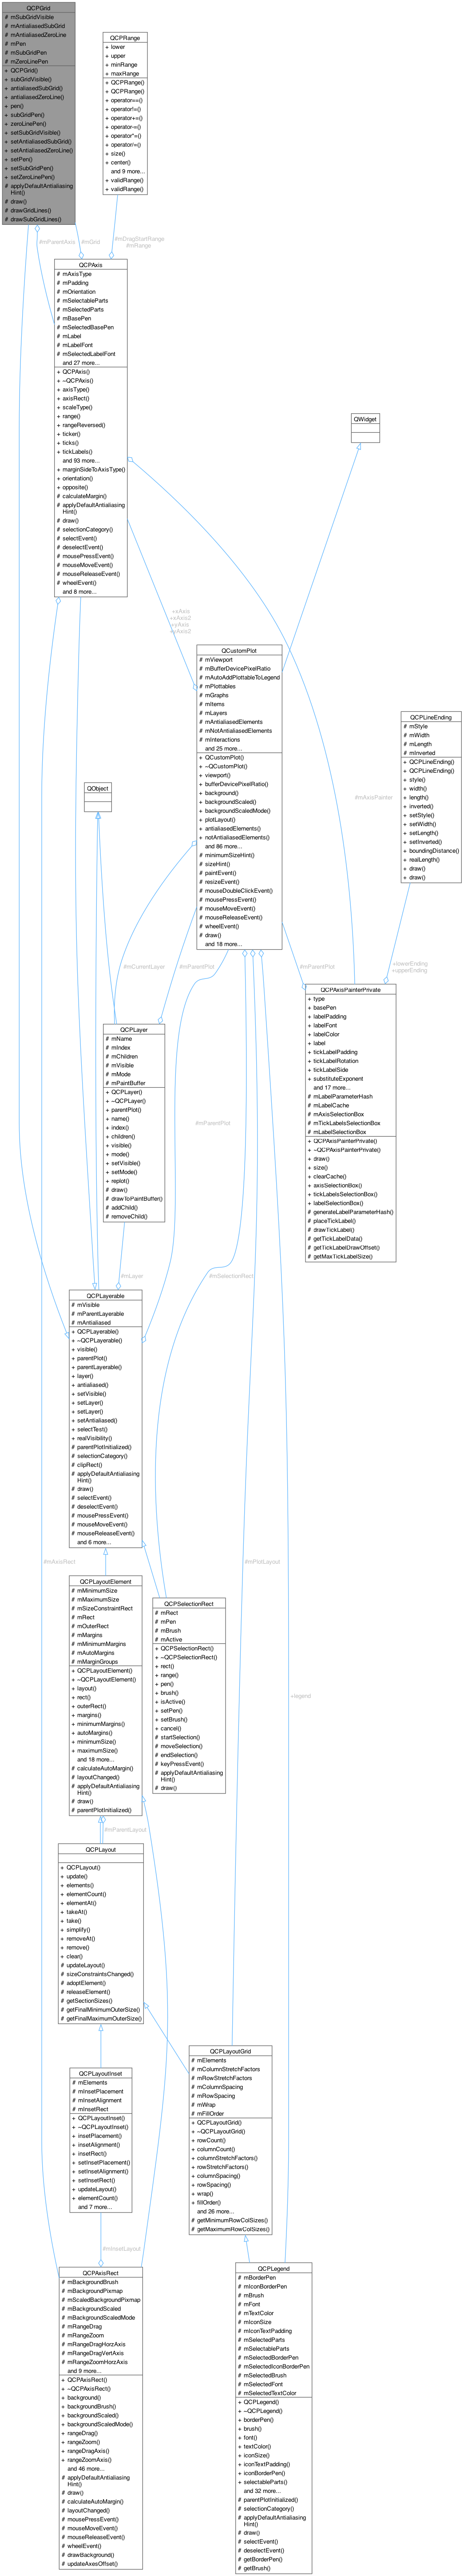 QCPGrid
# mSubGridVisible
# mAntialiasedSubGrid
# mAntialiasedZeroLine
# mPen
# mSubGridPen
# mZeroLinePen
+ QCPGrid()
+ subGridVisible()
+ antialiasedSubGrid()
+ antialiasedZeroLine()
+ pen()
+ subGridPen()
+ zeroLinePen()
+ setSubGridVisible()
+ setAntialiasedSubGrid()
+ setAntialiasedZeroLine()
+ setPen()
+ setSubGridPen()
+ setZeroLinePen()
# applyDefaultAntialiasing
Hint()
# draw()
# drawGridLines()
# drawSubGridLines()
QCPRange
+ lower
+ upper
+ minRange
+ maxRange
+ QCPRange()
+ QCPRange()
+ operator==()
+ operator!=()
+ operator+=()
+ operator-=()
+ operator*=()
+ operator/=()
+ size()
+ center()
and 9 more...
+ validRange()
+ validRange()
#mParentAxis
#mGrid
#mDragStartRange
#mRange
QCPAxis
# mAxisType
# mPadding
# mOrientation
# mSelectableParts
# mSelectedParts
# mBasePen
# mSelectedBasePen
# mLabel
# mLabelFont
# mSelectedLabelFont
and 27 more...
+ QCPAxis()
+ ~QCPAxis()
+ axisType()
+ axisRect()
+ scaleType()
+ range()
+ rangeReversed()
+ ticker()
+ ticks()
+ tickLabels()
and 93 more...
+ marginSideToAxisType()
+ orientation()
+ opposite()
# calculateMargin()
# applyDefaultAntialiasing
Hint()
# draw()
# selectionCategory()
# selectEvent()
# deselectEvent()
# mousePressEvent()
# mouseMoveEvent()
# mouseReleaseEvent()
# wheelEvent()
and 8 more...
QWidget
+xAxis
+xAxis2
+yAxis
+yAxis2
QCustomPlot
# mViewport
# mBufferDevicePixelRatio
# mAutoAddPlottableToLegend
# mPlottables
# mGraphs
# mItems
# mLayers
# mAntialiasedElements
# mNotAntialiasedElements
# mInteractions
and 25 more...
+ QCustomPlot()
+ ~QCustomPlot()
+ viewport()
+ bufferDevicePixelRatio()
+ background()
+ backgroundScaled()
+ backgroundScaledMode()
+ plotLayout()
+ antialiasedElements()
+ notAntialiasedElements()
and 86 more...
# minimumSizeHint()
# sizeHint()
# paintEvent()
# resizeEvent()
# mouseDoubleClickEvent()
# mousePressEvent()
# mouseMoveEvent()
# mouseReleaseEvent()
# wheelEvent()
# draw()
and 18 more...
QCPLineEnding
# mStyle
# mWidth
# mLength
# mInverted
+ QCPLineEnding()
+ QCPLineEnding()
+ style()
+ width()
+ length()
+ inverted()
+ setStyle()
+ setWidth()
+ setLength()
+ setInverted()
+ boundingDistance()
+ realLength()
+ draw()
+ draw()
QObject
#mAxisPainter
#mCurrentLayer
#mParentPlot
#mParentPlot
+lowerEnding
+upperEnding
QCPAxisPainterPrivate
+ type
+ basePen
+ labelPadding
+ labelFont
+ labelColor
+ label
+ tickLabelPadding
+ tickLabelRotation
+ tickLabelSide
+ substituteExponent
and 17 more...
# mLabelParameterHash
# mLabelCache
# mAxisSelectionBox
# mTickLabelsSelectionBox
# mLabelSelectionBox
+ QCPAxisPainterPrivate()
+ ~QCPAxisPainterPrivate()
+ draw()
+ size()
+ clearCache()
+ axisSelectionBox()
+ tickLabelsSelectionBox()
+ labelSelectionBox()
# generateLabelParameterHash()
# placeTickLabel()
# drawTickLabel()
# getTickLabelData()
# getTickLabelDrawOffset()
# getMaxTickLabelSize()
QCPLayer
# mName
# mIndex
# mChildren
# mVisible
# mMode
# mPaintBuffer
+ QCPLayer()
+ ~QCPLayer()
+ parentPlot()
+ name()
+ index()
+ children()
+ visible()
+ mode()
+ setVisible()
+ setMode()
+ replot()
# draw()
# drawToPaintBuffer()
# addChild()
# removeChild()
#mParentPlot
#mLayer
#mSelectionRect
QCPLayerable
# mVisible
# mParentLayerable
# mAntialiased
+ QCPLayerable()
+ ~QCPLayerable()
+ visible()
+ parentPlot()
+ parentLayerable()
+ layer()
+ antialiased()
+ setVisible()
+ setLayer()
+ setLayer()
+ setAntialiased()
+ selectTest()
+ realVisibility()
# parentPlotInitialized()
# selectionCategory()
# clipRect()
# applyDefaultAntialiasing
Hint()
# draw()
# selectEvent()
# deselectEvent()
# mousePressEvent()
# mouseMoveEvent()
# mouseReleaseEvent()
and 6 more...
#mAxisRect
#mPlotLayout
QCPLayoutElement
# mMinimumSize
# mMaximumSize
# mSizeConstraintRect
# mRect
# mOuterRect
# mMargins
# mMinimumMargins
# mAutoMargins
# mMarginGroups
+ QCPLayoutElement()
+ ~QCPLayoutElement()
+ layout()
+ rect()
+ outerRect()
+ margins()
+ minimumMargins()
+ autoMargins()
+ minimumSize()
+ maximumSize()
and 18 more...
# calculateAutoMargin()
# layoutChanged()
# applyDefaultAntialiasing
Hint()
# draw()
# parentPlotInitialized()
QCPSelectionRect
# mRect
# mPen
# mBrush
# mActive
+ QCPSelectionRect()
+ ~QCPSelectionRect()
+ rect()
+ range()
+ pen()
+ brush()
+ isActive()
+ setPen()
+ setBrush()
+ cancel()
# startSelection()
# moveSelection()
# endSelection()
# keyPressEvent()
# applyDefaultAntialiasing
Hint()
# draw()
+legend
#mParentLayout
QCPLayout
+ QCPLayout()
+ update()
+ elements()
+ elementCount()
+ elementAt()
+ takeAt()
+ take()
+ simplify()
+ removeAt()
+ remove()
+ clear()
# updateLayout()
# sizeConstraintsChanged()
# adoptElement()
# releaseElement()
# getSectionSizes()
# getFinalMinimumOuterSize()
# getFinalMaximumOuterSize()
QCPLayoutInset
# mElements
# mInsetPlacement
# mInsetAlignment
# mInsetRect
+ QCPLayoutInset()
+ ~QCPLayoutInset()
+ insetPlacement()
+ insetAlignment()
+ insetRect()
+ setInsetPlacement()
+ setInsetAlignment()
+ setInsetRect()
+ updateLayout()
+ elementCount()
and 7 more...
QCPLayoutGrid
# mElements
# mColumnStretchFactors
# mRowStretchFactors
# mColumnSpacing
# mRowSpacing
# mWrap
# mFillOrder
+ QCPLayoutGrid()
+ ~QCPLayoutGrid()
+ rowCount()
+ columnCount()
+ columnStretchFactors()
+ rowStretchFactors()
+ columnSpacing()
+ rowSpacing()
+ wrap()
+ fillOrder()
and 26 more...
# getMinimumRowColSizes()
# getMaximumRowColSizes()
#mInsetLayout
QCPAxisRect
# mBackgroundBrush
# mBackgroundPixmap
# mScaledBackgroundPixmap
# mBackgroundScaled
# mBackgroundScaledMode
# mRangeDrag
# mRangeZoom
# mRangeDragHorzAxis
# mRangeDragVertAxis
# mRangeZoomHorzAxis
and 9 more...
+ QCPAxisRect()
+ ~QCPAxisRect()
+ background()
+ backgroundBrush()
+ backgroundScaled()
+ backgroundScaledMode()
+ rangeDrag()
+ rangeZoom()
+ rangeDragAxis()
+ rangeZoomAxis()
and 46 more...
# applyDefaultAntialiasing
Hint()
# draw()
# calculateAutoMargin()
# layoutChanged()
# mousePressEvent()
# mouseMoveEvent()
# mouseReleaseEvent()
# wheelEvent()
# drawBackground()
# updateAxesOffset()
QCPLegend
# mBorderPen
# mIconBorderPen
# mBrush
# mFont
# mTextColor
# mIconSize
# mIconTextPadding
# mSelectedParts
# mSelectableParts
# mSelectedBorderPen
# mSelectedIconBorderPen
# mSelectedBrush
# mSelectedFont
# mSelectedTextColor
+ QCPLegend()
+ ~QCPLegend()
+ borderPen()
+ brush()
+ font()
+ textColor()
+ iconSize()
+ iconTextPadding()
+ iconBorderPen()
+ selectableParts()
and 32 more...
# parentPlotInitialized()
# selectionCategory()
# applyDefaultAntialiasing
Hint()
# draw()
# selectEvent()
# deselectEvent()
# getBorderPen()
# getBrush()